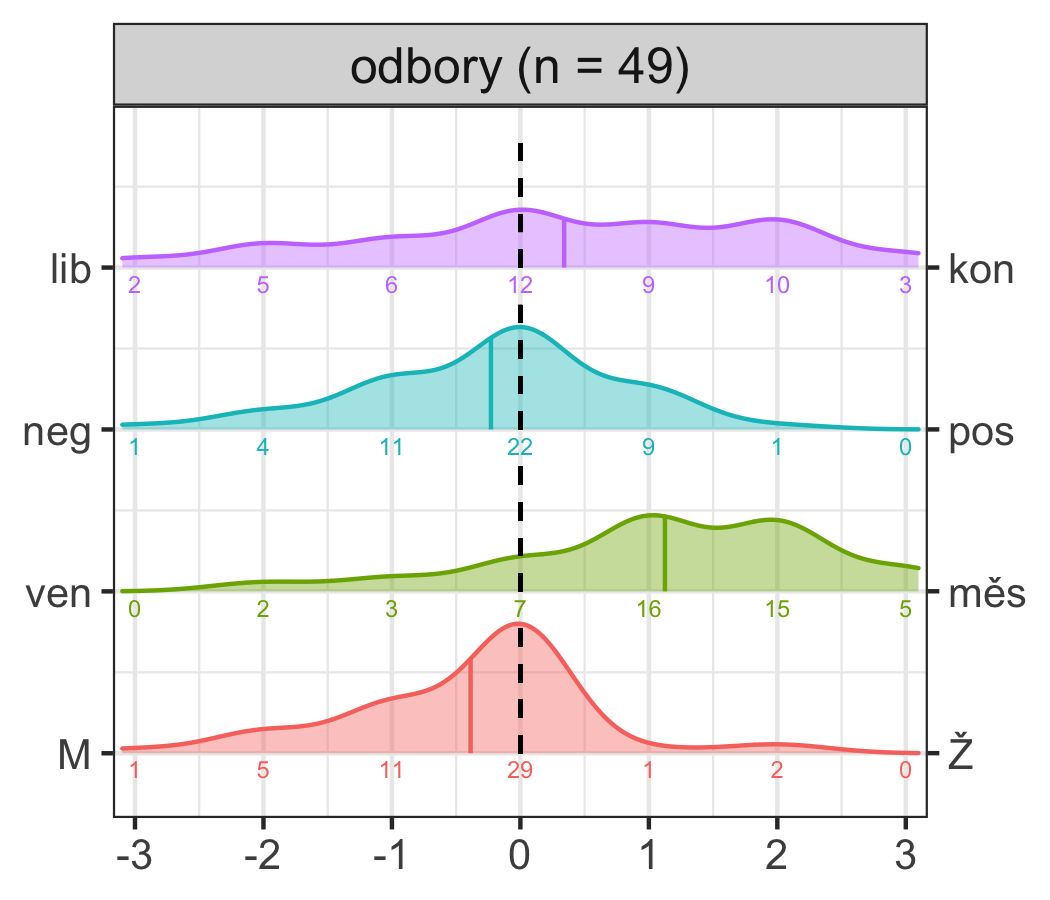 odbory (n = 49)
lib kon
2 5 6 12 9 10 3
neg pos
1 4 11 22 9 1 0
ven měs
0 2 3 7 16 15 5
M Ž
1 5 11 29 1 2 0
-3 -2 -1 0 1 2 3